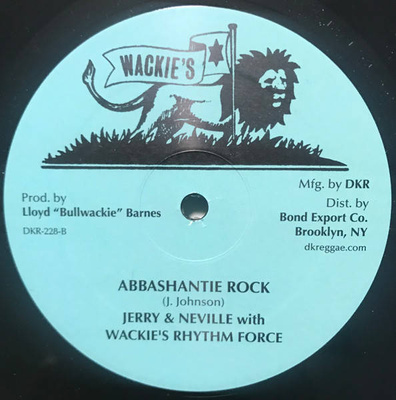 WACKIE'S
Prod. by
Lloyd "Bullwackie" Barnes
DKR-228-B
Mfg. by DKR
Dist. by
Bond Export Co.
Brooklyn, NY
dkreggae.com
ABBASHANTIE ROCK
(J. Johnson)
JERRY & NEVILLE with
WACKIE'S RHYTHM FORCE